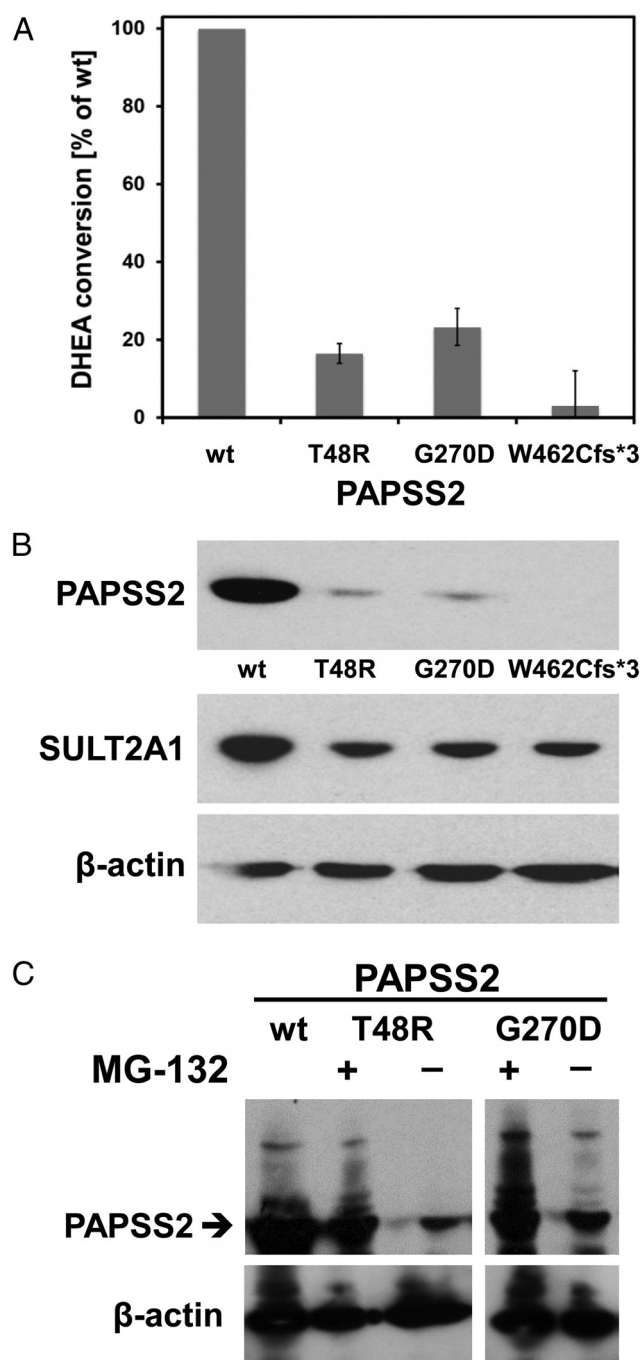 A
DHEA conversion [% of wt]
100
80
60
40
20
0
wt T48R G270D W462Cfs*3
PAPSS2
B
PAPSS2
wt T48R G270D W462Cfs*3
SULT2A1
β-actin
C
PAPSS2
wt T48R G270D
MG-132 + − + −
PAPSS2 →
β-actin